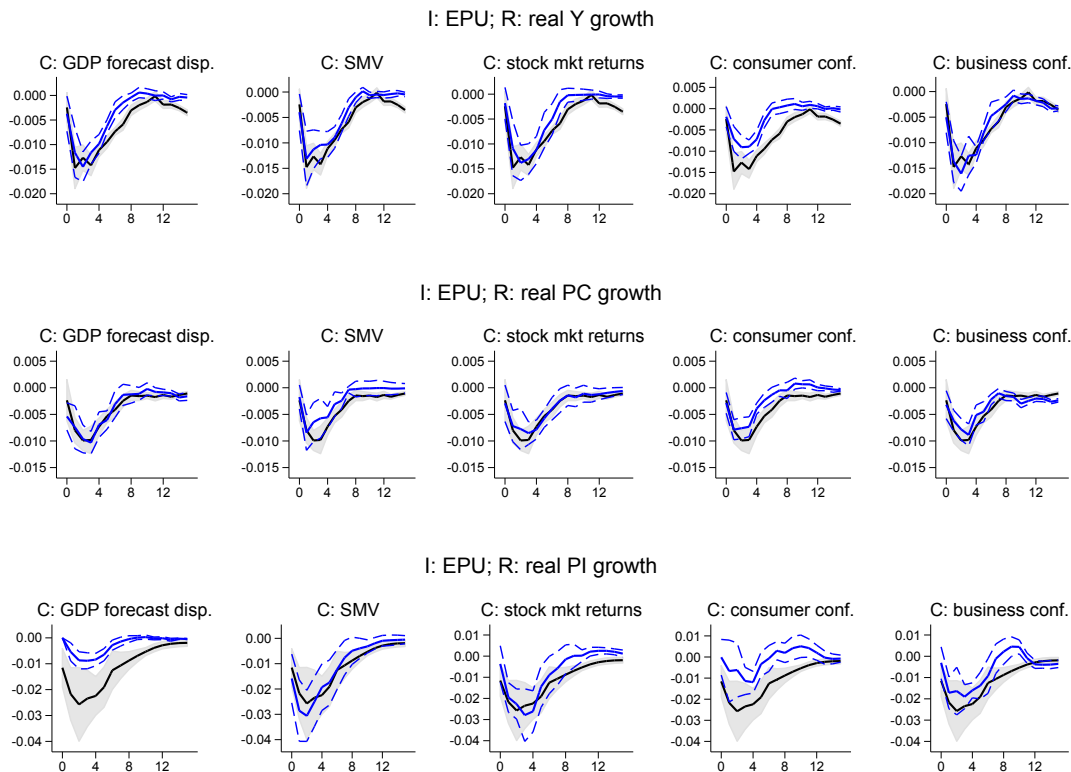 I: EPU; R: real Y growth
C: GDP forecast disp.
C: SMV
C: stock mkt returns
C: consumer conf.
C: business conf.
0.000
-0.005
-0.010
-0.015
-0.020
0 4 8 12
0.000
-0.005
-0.010
-0.015
-0.020
0 4 8 12
0.000
-0.005
-0.010
-0.015
-0.020
0 4 8 12
0.005
0.000
-0.005
-0.010
-0.015
-0.020
0 4 8 12
0.000
-0.005
-0.010
-0.015
-0.020
0 4 8 12
I: EPU; R: real PC growth
C: GDP forecast disp.
C: SMV
C: stock mkt returns
C: consumer conf.
C: business conf.
0.005
0.000
-0.005
-0.010
-0.015
0 4 8 12
0.005
0.000
-0.005
-0.010
-0.015
0 4 8 12
0.005
0.000
-0.005
-0.010
-0.015
0 4 8 12
0.005
0.000
-0.005
-0.010
-0.015
0 4 8 12
0.005
0.000
-0.005
-0.010
-0.015
0 4 8 12
I: EPU; R: real PI growth
C: GDP forecast disp.
C: SMV
C: stock mkt returns
C: consumer conf.
C: business conf.
0.00
-0.01
-0.02
-0.03
-0.04
0 4 8 12
0.00
-0.01
-0.02
-0.03
-0.04
0 4 8 12
0.01
0.00
-0.01
-0.02
-0.03
-0.04
0 4 8 12
0.01
0.00
-0.01
-0.02
-0.03
-0.04
0 4 8 12
0.01
0.00
-0.01
-0.02
-0.03
-0.04
0 4 8 12